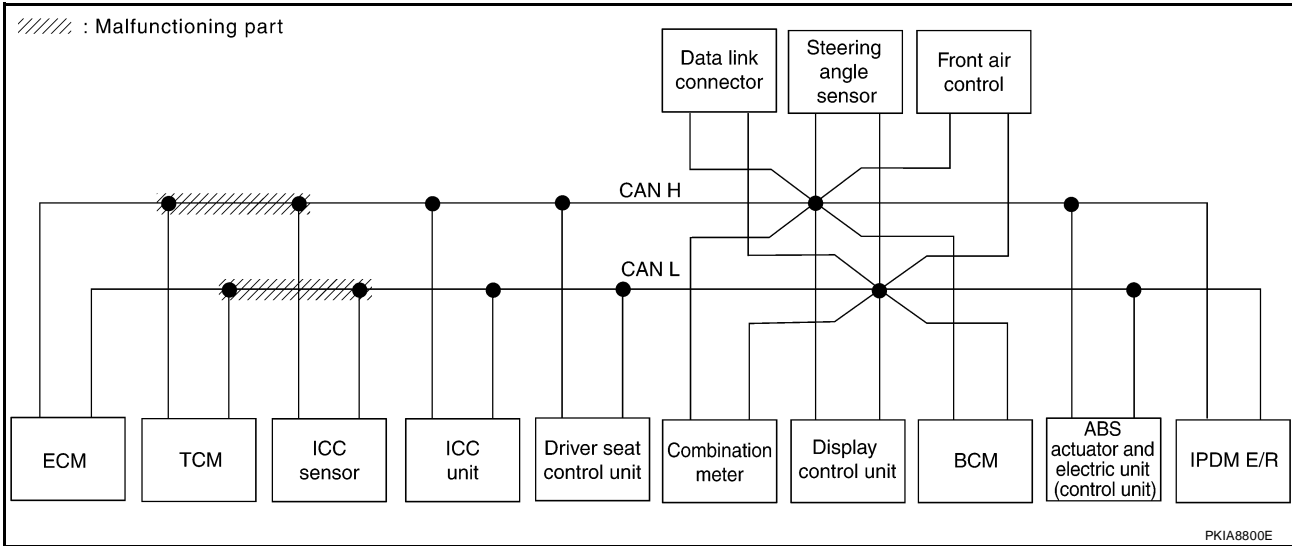 : Malfunctioning part
Data link
connector
Steering
angle
sensor
Front air
control
CAN H
CAN L
ECM
TCM
ICC
sensor
ICC
unit
Driver seat
control unit
Combination
meter
Display
control unit
BCM
ABS
actuator and
electric unit
(control unit)
IPDM E/R
PKIA8800E